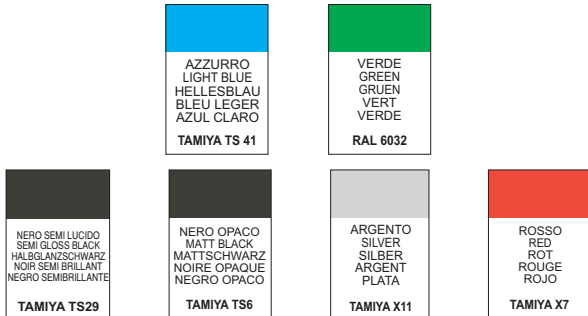 AZZURRO
LIGHT BLUE
HELLESBLAU
BLEU LEGER
AZUL CLARO
TAMIYA TS 41
VERDE
GREEN
GRUEN
VERT
VERDE
RAL 6032
NERO SEMI LUCIDO
SEMI GLOSS BLACK
HALBGLANZSCHWARZ
NOIR SEMI BRILLANT
NEGRO SEMIBRILLANTE
TAMIYA TS29
NERO OPACO
MATT BLACK
MATTSCHWARZ
NOIRE OPAQUE
NEGRO OPACO
TAMIYA TS6
ARGENTO
SILVER
SILBER
ARGENT
PLATA
TAMIYA X11
ROSSO
RED
ROT
ROUGE
ROJO
TAMIYA X7